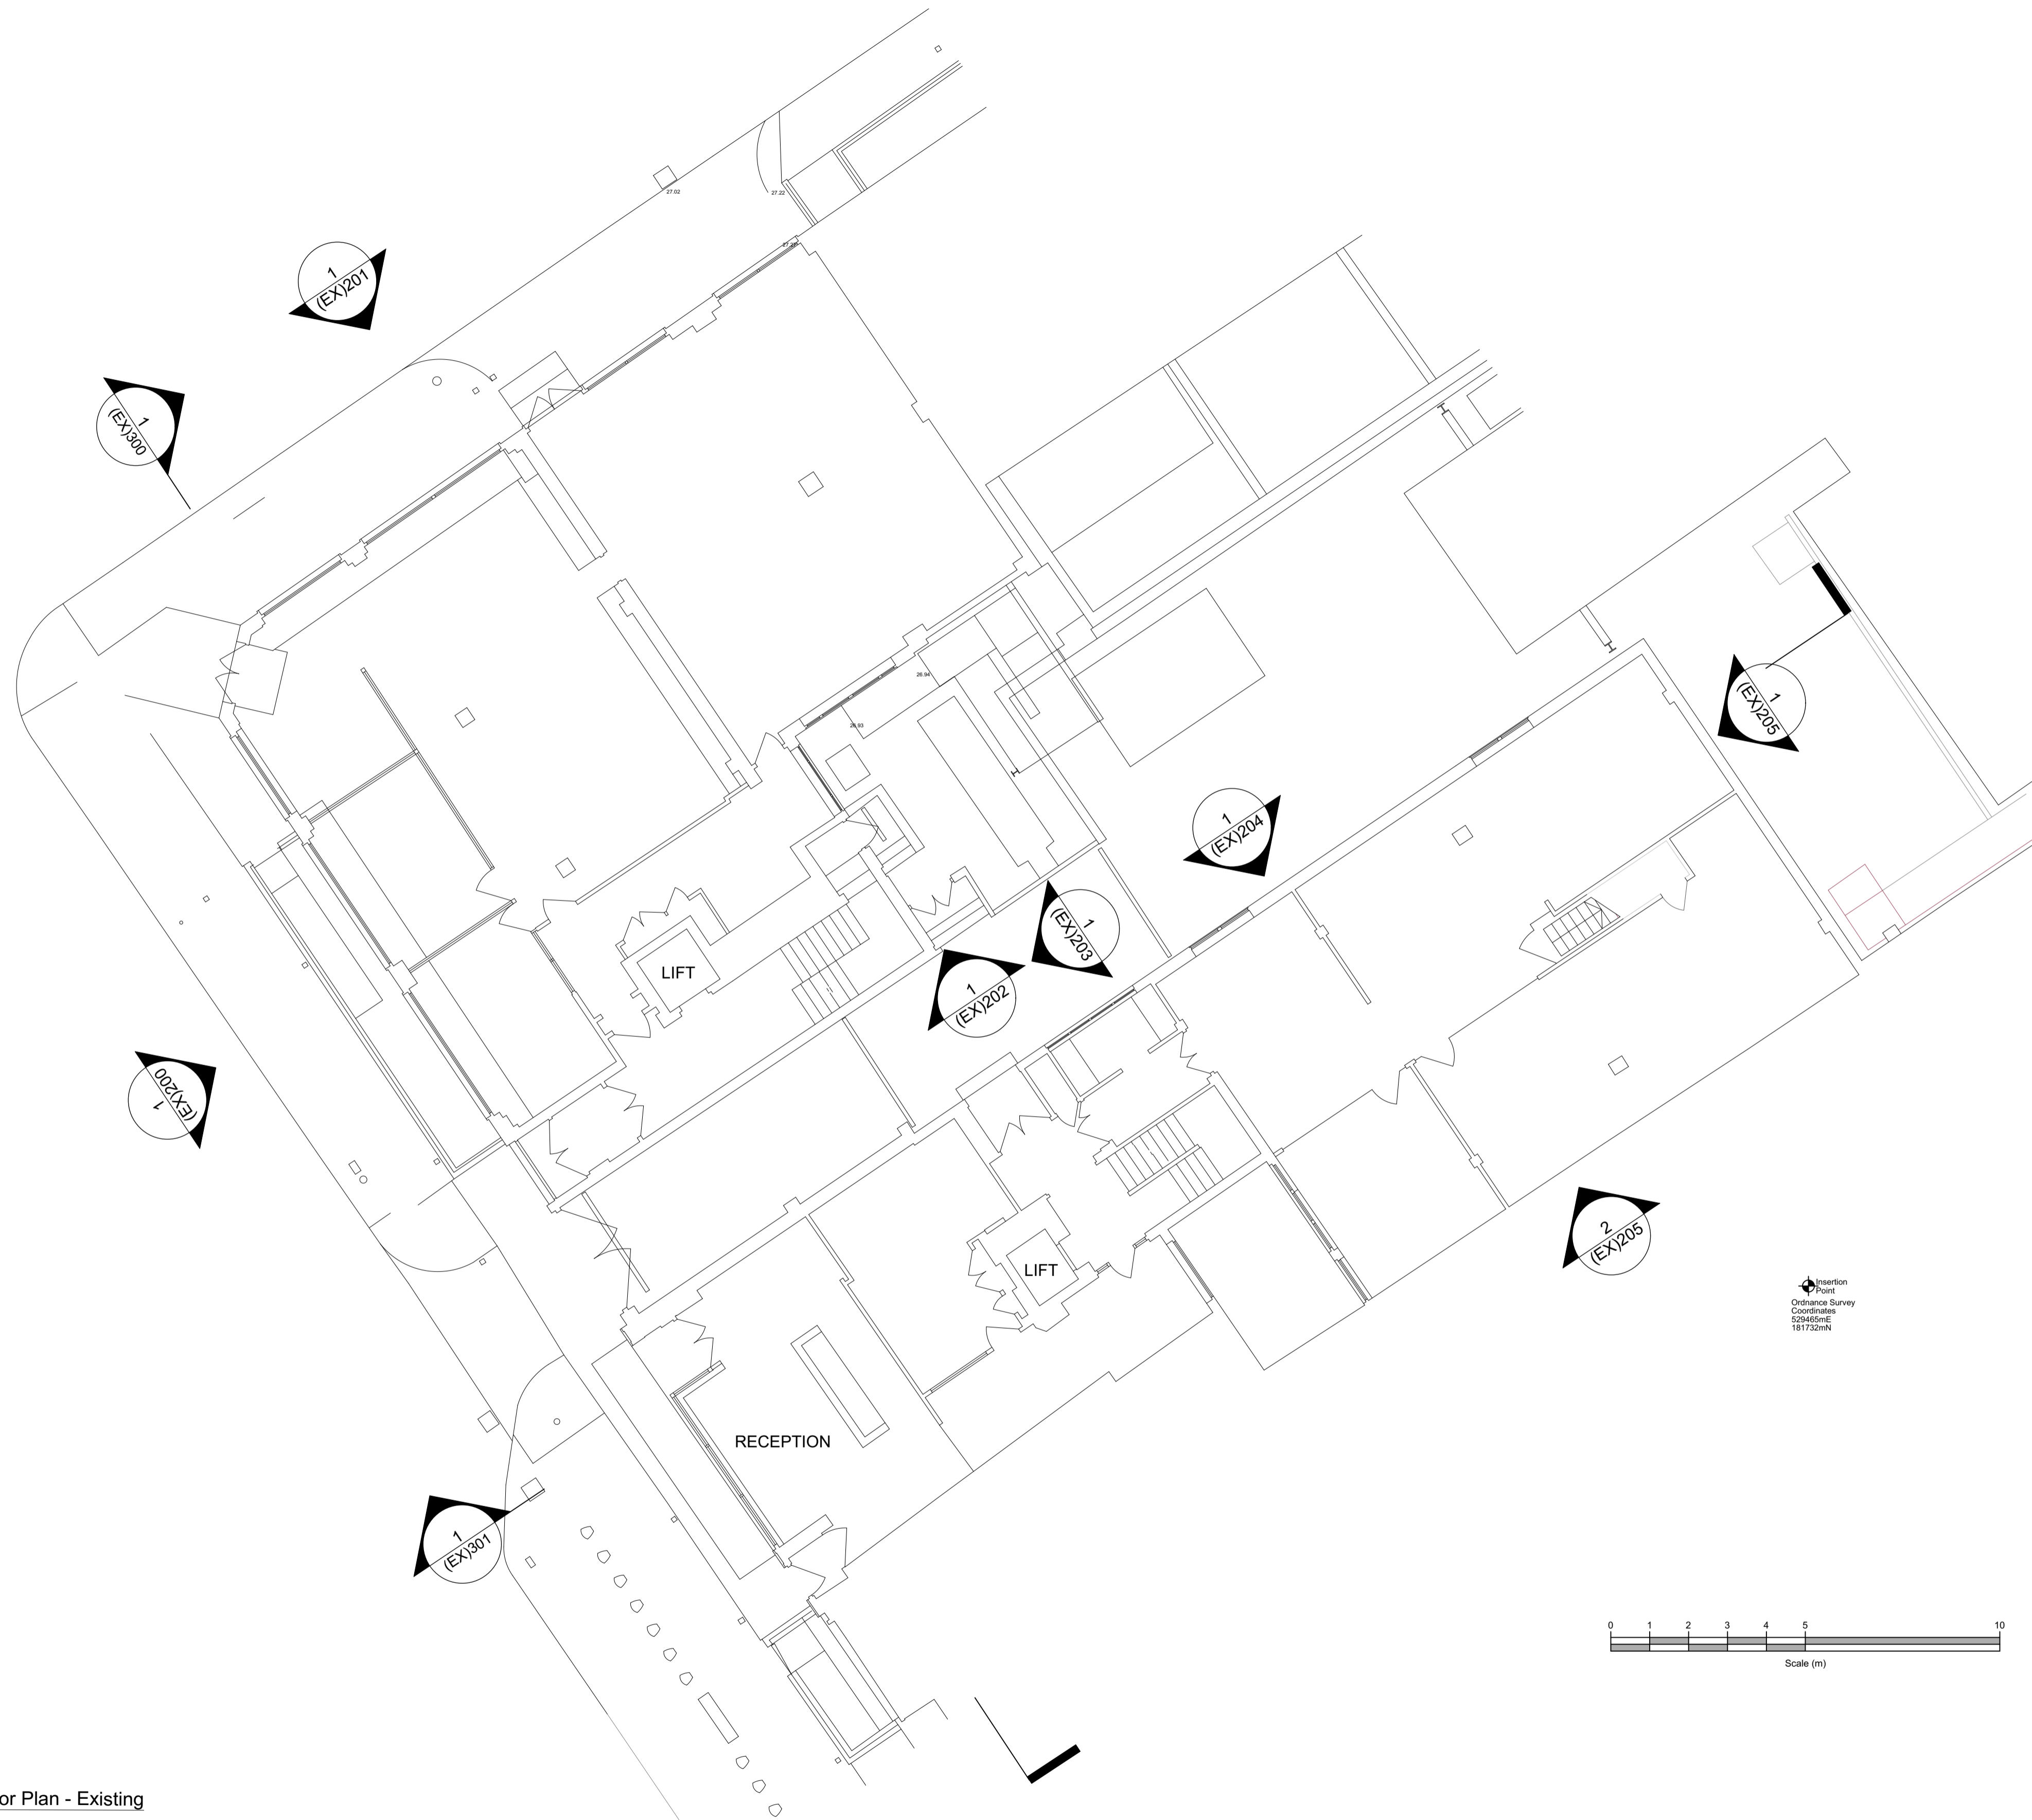 27.02
27.22
27.27
1
(EX)201
1
(EX)300
26.94
26.93
1
(EX)205
1
(EX)204
1
(EX)203
1
(EX)202
LIFT
1
(EX)200
2
(EX)205
LIFT
Insertion
Point
Ordnance Survey
Coordinates
529465mE
181732mN
RECEPTION
1
(EX)301
0 1 2 3 4 5 10
Scale (m)
or Plan - Existing